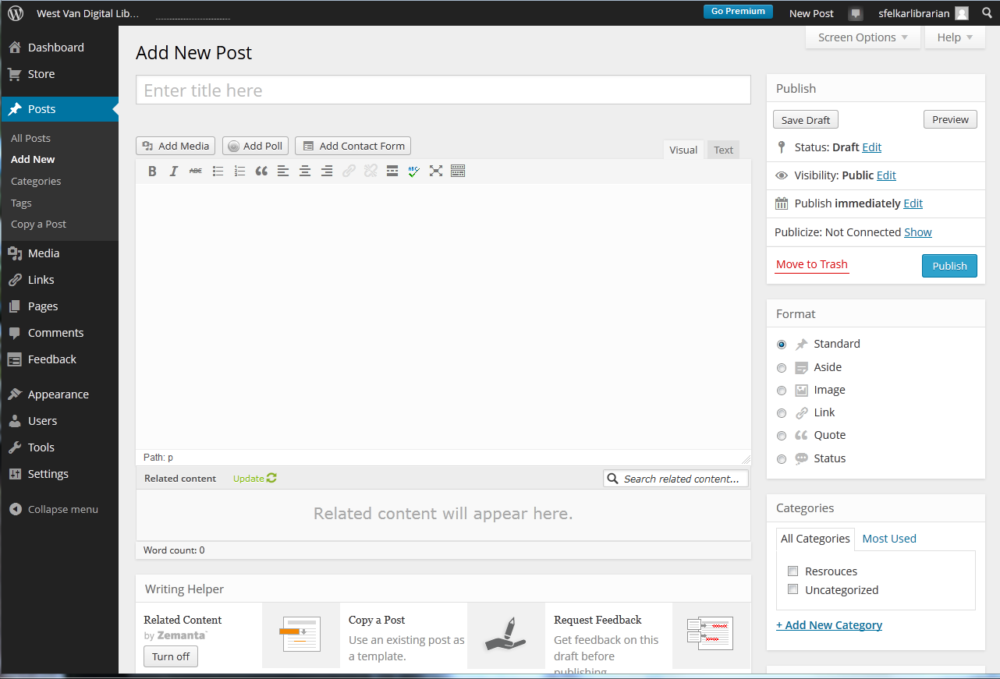 West Van Digital Lib...
Go Premium
New Post
sfelkarlibrarian
Dashboard
Store
Posts
All Posts
Add New
Categories
Tags
Copy a Post
Media
Links
Pages
Comments
Feedback
Appearance
Users
Tools
Settings
Collapse menu
Screen Options
Help
Add New Post
Enter title here
Add Media
Add Poll
Add Contact Form
Visual
Text
B I ABC ABC
Path: p
Related content
Update
Search related content...
Related content will appear here.
Word count: 0
Writing Helper
Related Content
by Zemanta
Turn off
Copy a Post
Use an existing post as
a template.
Request Feedback
Get feedback on this
draft before
publishing.
Publish
Save Draft
Preview
Status: Draft Edit
Visibility: Public Edit
Publish immediately Edit
Publicize: Not Connected Show
Move to Trash
Publish
Format
Standard
Aside
Image
Link
Quote
Status
Categories
All Categories
Most Used
Resrouces
Uncategorized
+ Add New Category